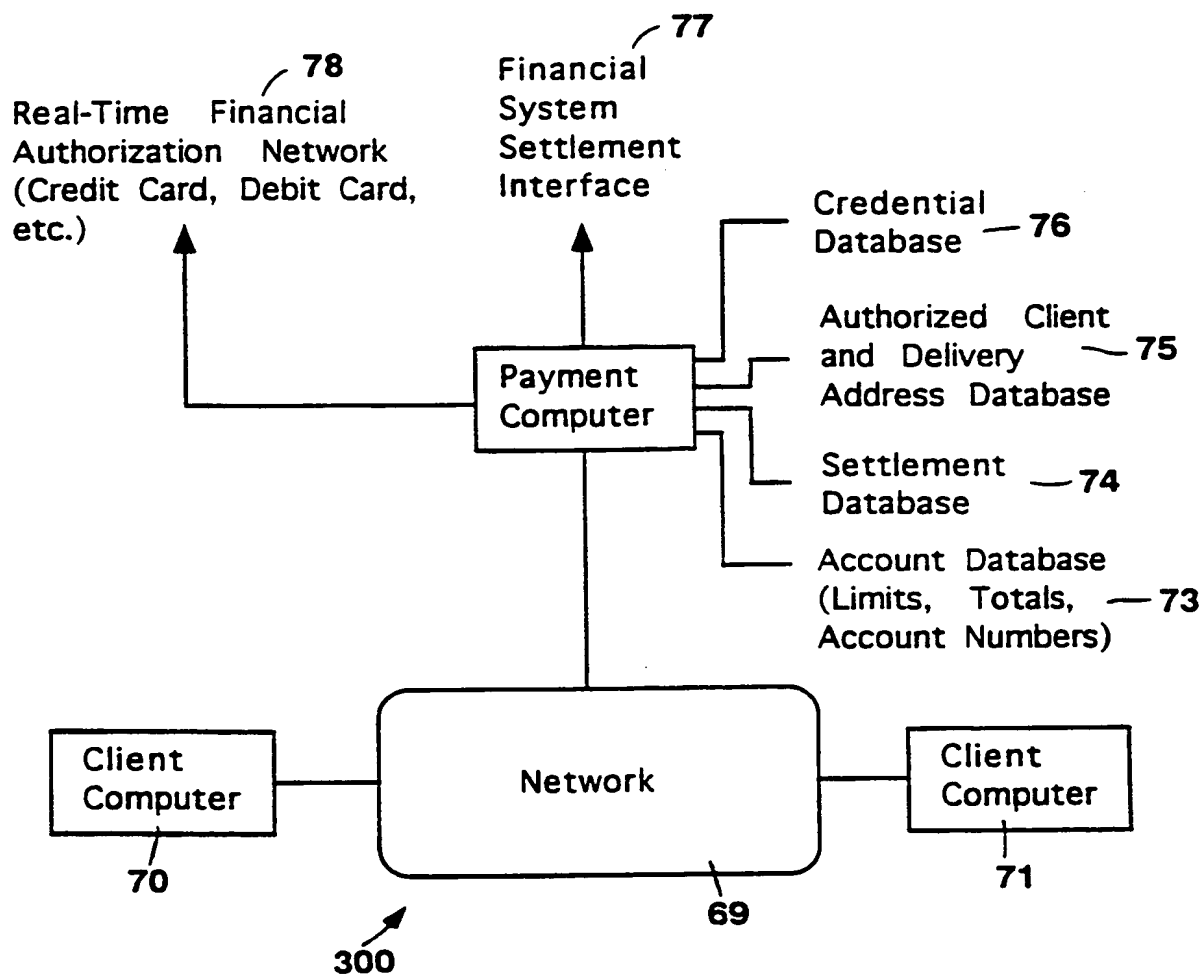 78
Real-Time Financial
Authorization Network
(Credit Card, Debit Card,
etc.)
77
Financial
System
Settlement
Interface
Credential
Database
76
Authorized Client
and Delivery
Address Database
75
Payment
Computer
Settlement
Database
74
Account Database
(Limits, Totals,
Account Numbers)
73
Client
Computer
70
Network
69
Client
Computer
71
300